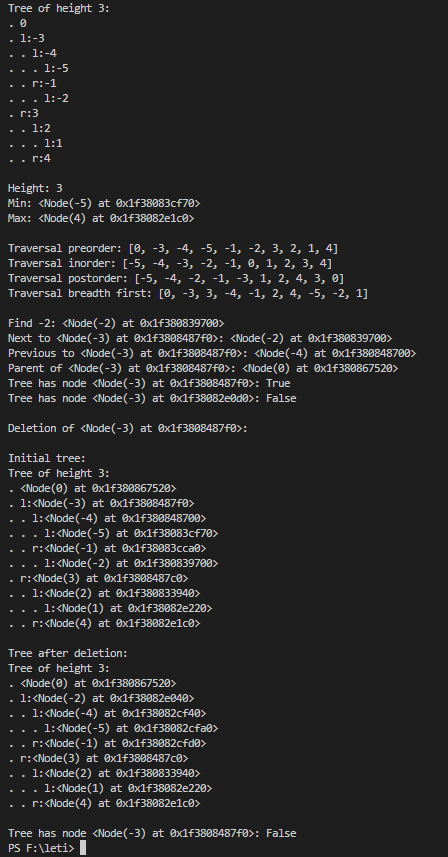 Tree of height 3:
. 0
. l:-3
. . l:-4
. . . l:-5
. . r:-1
. . . l:-2
. r:3
. . l:2
. . . l:1
. . r:4
Height: 3
Min: <Node(-5) at 0x1f38083cf70>
Max: <Node(4) at 0x1f38082e1c0>
Traversal preorder: [0, -3, -4, -5, -1, -2, 3, 2, 1, 4]
Traversal inorder: [-5, -4, -3, -2, -1, 0, 1, 2, 3, 4]
Traversal postorder: [-5, -4, -2, -1, -3, 1, 2, 4, 3, 0]
Traversal breadth first: [0, -3, 3, -4, -1, 2, 4, -5, -2, 1]
Find -2: <Node(-2) at 0x1f380839700>
Next to <Node(-3) at 0x1f3808487f0>: <Node(-2) at 0x1f380839700>
Previous to <Node(-3) at 0x1f3808487f0>: <Node(-4) at 0x1f380848700>
Parent of <Node(-3) at 0x1f3808487f0>: <Node(0) at 0x1f380867520>
Tree has node <Node(-3) at 0x1f3808487f0>: True
Tree has node <Node(-3) at 0x1f38082e0d0>: False
Deletion of <Node(-3) at 0x1f3808487f0>:
Initial tree:
Tree of height 3:
. <Node(0) at 0x1f380867520>
. l:<Node(-3) at 0x1f3808487f0>
. . l:<Node(-4) at 0x1f380848700>
. . . l:<Node(-5) at 0x1f38083cf70>
. . r:<Node(-1) at 0x1f38083cca0>
. . . l:<Node(-2) at 0x1f380839700>
. r:<Node(3) at 0x1f3808487c0>
. . l:<Node(2) at 0x1f380833940>
. . . l:<Node(1) at 0x1f38082e220>
. . r:<Node(4) at 0x1f38082e1c0>
Tree after deletion:
Tree of height 3:
. <Node(0) at 0x1f380867520>
. l:<Node(-2) at 0x1f38082e040>
. . l:<Node(-4) at 0x1f38082cf40>
. . . l:<Node(-5) at 0x1f38082cfa0>
. . r:<Node(-1) at 0x1f38082cfd0>
. r:<Node(3) at 0x1f3808487c0>
. . l:<Node(2) at 0x1f380833940>
. . . l:<Node(1) at 0x1f38082e220>
. . r:<Node(4) at 0x1f38082e1c0>
Tree has node <Node(-3) at 0x1f3808487f0>: False
PS F:\leti>